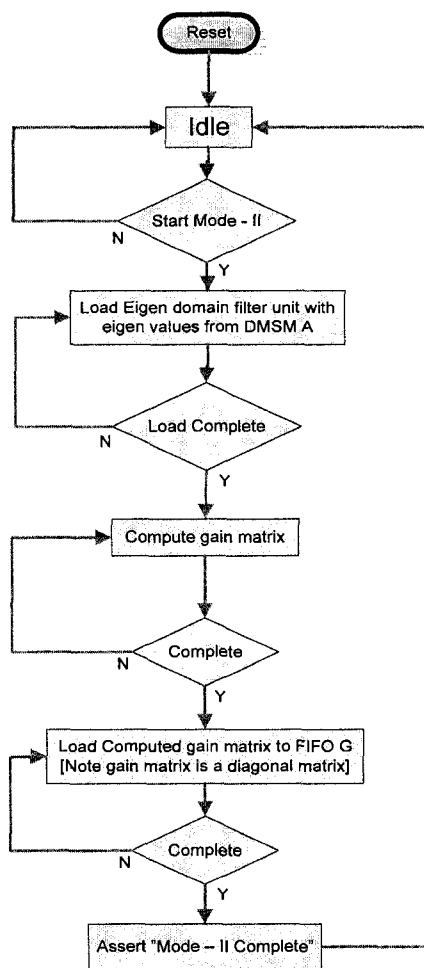 Reset
Idle
Start Mode - II
N
Y
Load Eigen domain filter unit with
eigen values from DMSM A
Load Complete
N
Y
Compute gain matrix
Complete
N
Y
Load Computed gain matrix to FIFO G
[Note gain matrix is a diagonal matrix]
Complete
N
Y
Assert "Mode – II Complete"